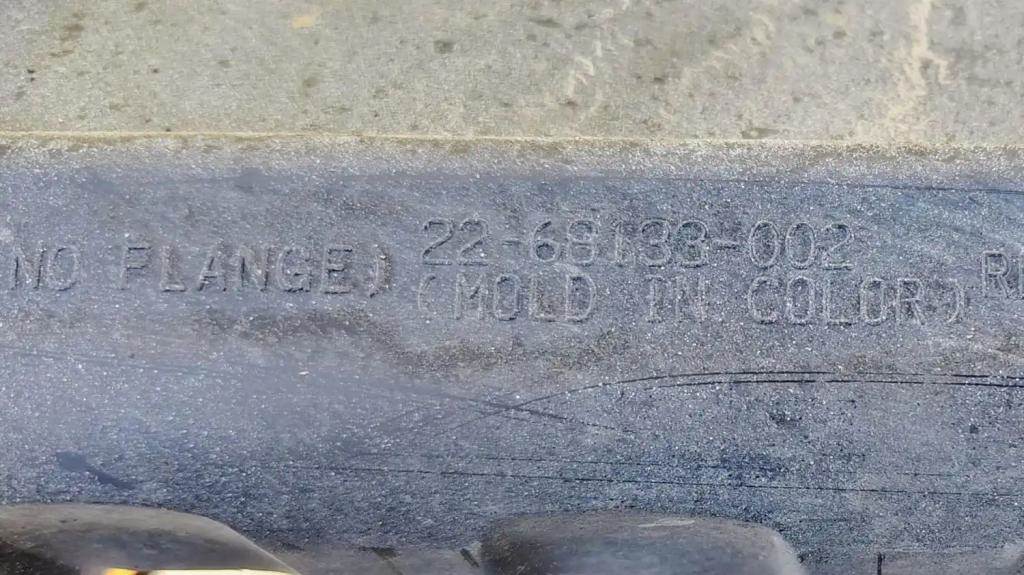 NO FLANGE)
22-68133-002
(MOLD IN COLOR)